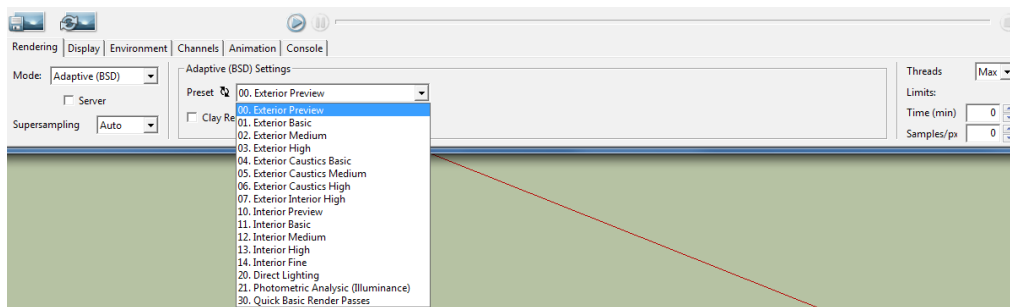 Rendering Display Environment Channels Animation Console
Mode: Adaptive (BSD)
Server
Supersampling Auto
Adaptive (BSD) Settings
Preset 00. Exterior Preview
Clay Re
00. Exterior Preview
01. Exterior Basic
02. Exterior Medium
03. Exterior High
04. Exterior Caustics Basic
05. Exterior Caustics Medium
06. Exterior Caustics High
07. Exterior Interior High
10. Interior Preview
11. Interior Basic
12. Interior Medium
13. Interior High
14. Interior Fine
20. Direct Lighting
21. Photometric Analysis (Illuminance)
30. Quick Basic Render Passes
Threads Max
Limits:
Time (min) 0
Samples/px 0